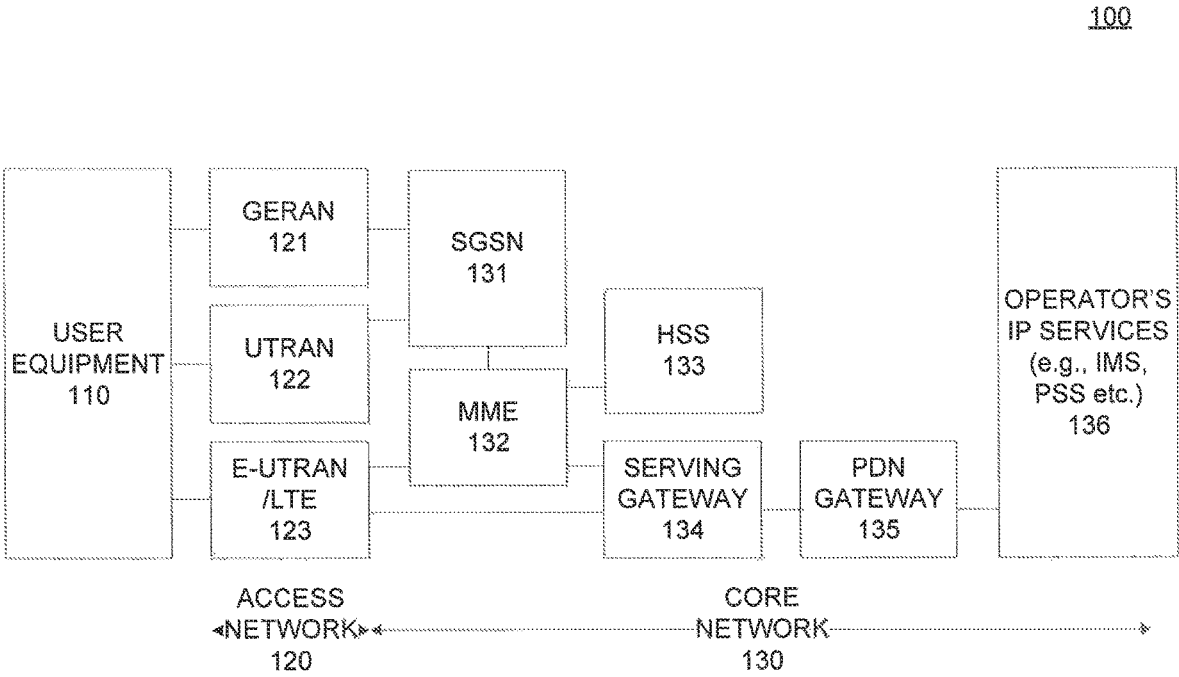 100
GERAN
121
SGSN
131
USER
EQUIPMENT
110
UTRAN
122
HSS
133
OPERATOR'S
IP SERVICES
(e.g., IMS,
PSS etc.)
136
MME
132
E-UTRAN
/LTE
123
SERVING
GATEWAY
134
PDN
GATEWAY
135
ACCESS
NETWORK
120
CORE
NETWORK
130